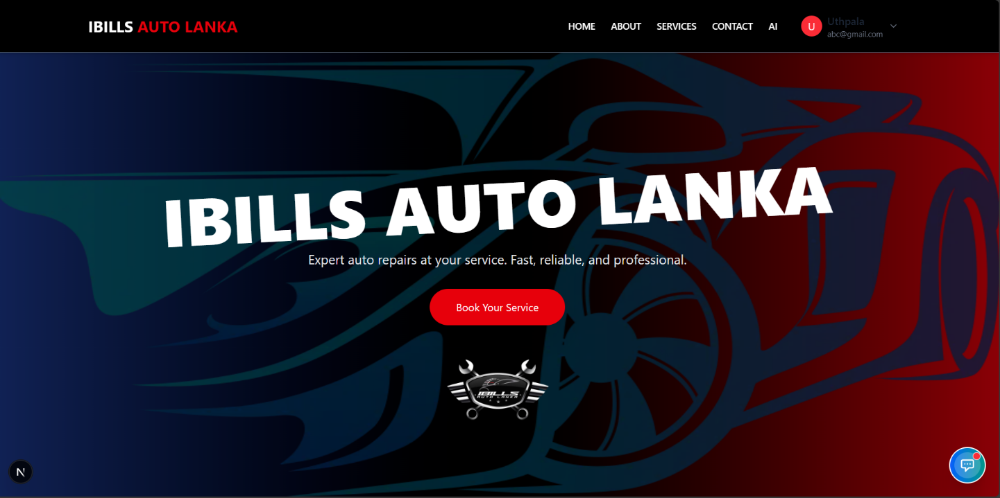 IBILLS AUTO LANKA
HOME ABOUT SERVICES CONTACT AI
U Uthpala
abc@gmail.com
IBILLS AUTO LANKA
Expert auto repairs at your service. Fast, reliable, and professional.
Book Your Service
IBILLS
AUTO LANKA
N